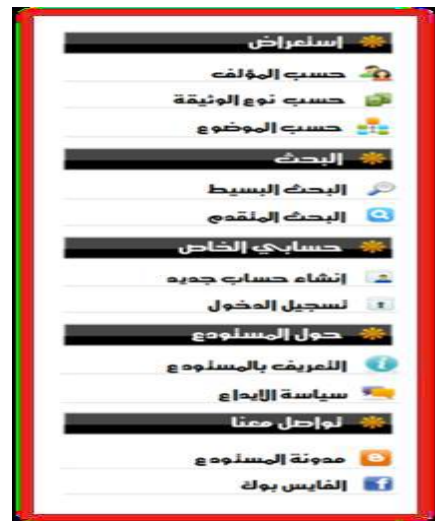 استعراض
حسب المؤلف
حسب نوع الوثيقة
حسب الموضوع
البحث
البحث البسيط
البحث المتقدم
حسابي الخاص
إنشاء حساب جديد
تسجيل الدخول
حول المستودع
التعريف بالمستودع
سياسة الإيداع
تواصل معنا
مدونة المستودع
الفايس بوك